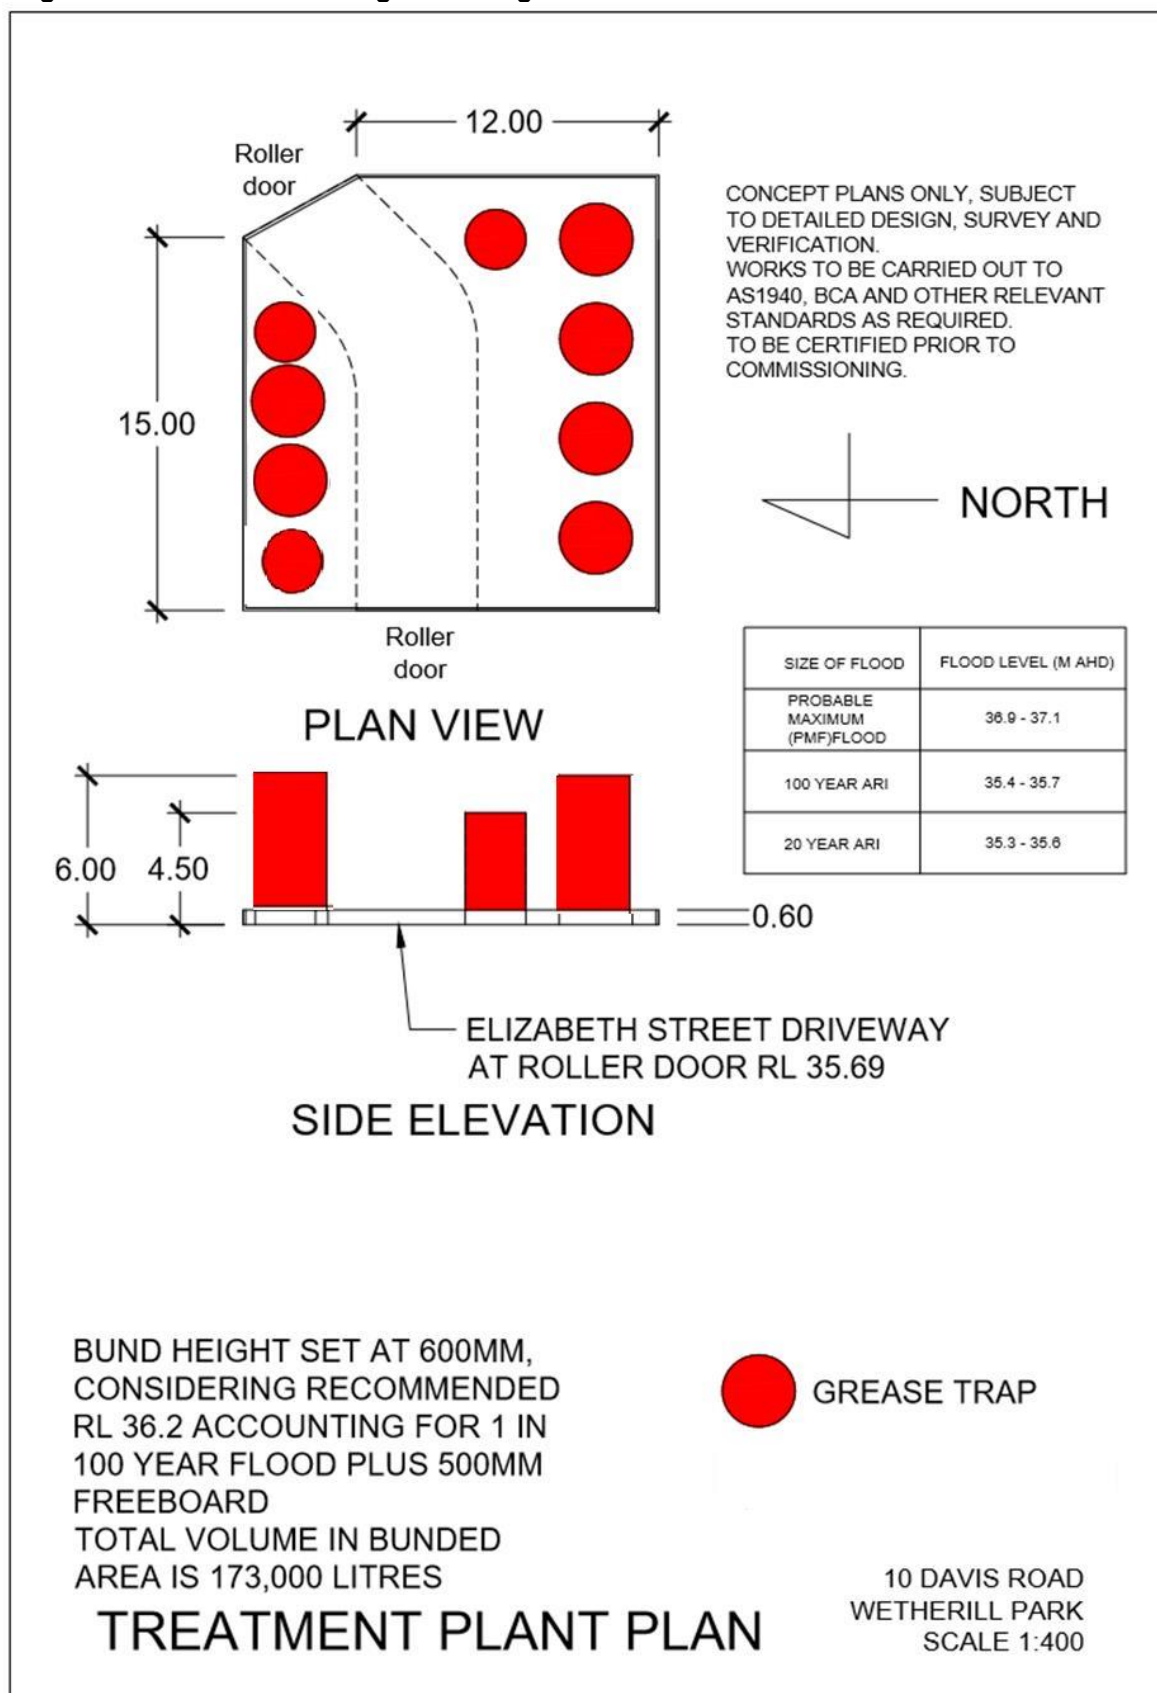 12.00
Roller
door
CONCEPT PLANS ONLY, SUBJECT
TO DETAILED DESIGN, SURVEY AND
VERIFICATION.
WORKS TO BE CARRIED OUT TO
AS1940, BCA AND OTHER RELEVANT
STANDARDS AS REQUIRED.
TO BE CERTIFIED PRIOR TO
COMMISSIONING.
15.00
NORTH
Roller
door
PLAN VIEW
SIZE OF FLOOD FLOOD LEVEL (M AHD)
PROBABLE
MAXIMUM
(PMF)FLOOD
36.9 - 37.1
100 YEAR ARI 35.4 - 35.7
20 YEAR ARI 35.3 - 35.6
6.00 4.50
0.60
ELIZABETH STREET DRIVEWAY
AT ROLLER DOOR RL 35.69
SIDE ELEVATION
BUND HEIGHT SET AT 600MM,
CONSIDERING RECOMMENDED
RL 36.2 ACCOUNTING FOR 1 IN
100 YEAR FLOOD PLUS 500MM
FREEBOARD
TOTAL VOLUME IN BUNDED
AREA IS 173,000 LITRES
GREASE TRAP
TREATMENT PLANT PLAN
10 DAVIS ROAD
WETHERILL PARK
SCALE 1:400